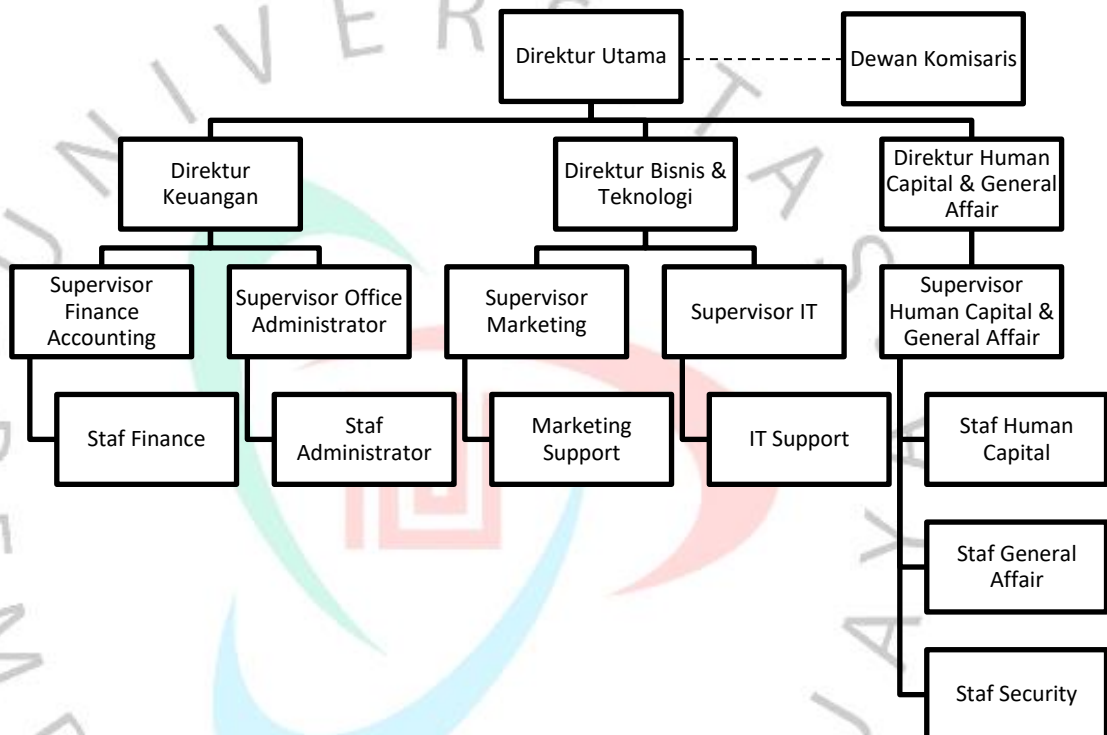 Direktur Utama
Dewan Komisaris
Direktur
Keuangan
Direktur Bisnis &
Teknologi
Direktur Human
Capital & General
Affair
Supervisor
Finance
Accounting
Supervisor Office
Administrator
Supervisor
Marketing
Supervisor IT
Supervisor
Human Capital &
General Affair
Staf Finance
Staf
Administrator
Marketing
Support
IT Support
Staf Human
Capital
Staf General
Affair
Staf Security
UNIVERSITAS